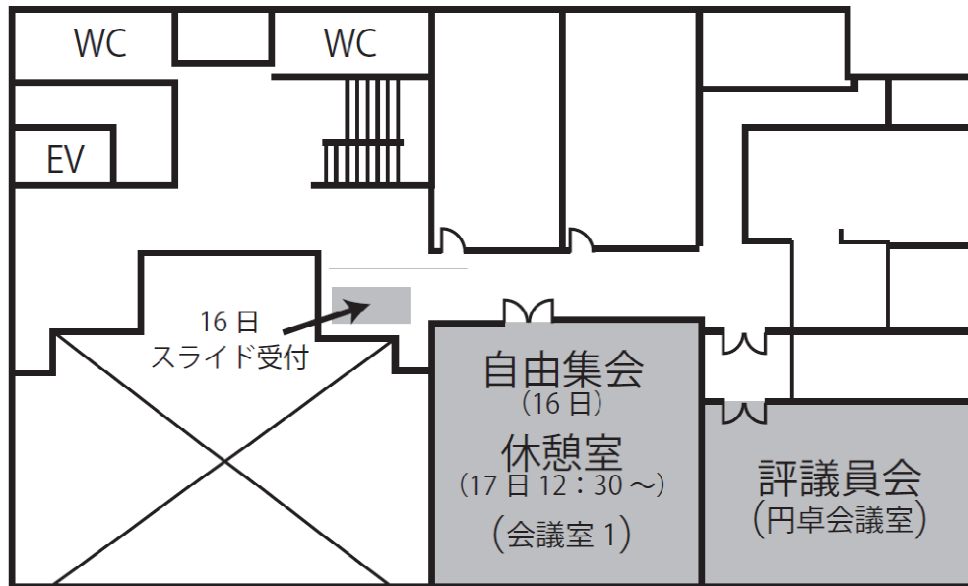 WC
WC
EV
16 日
スライド受付
自由集会
（16 日）
休憩室
（17 日 12：30 ～）
（会議室 1）
評議員会
（円卓会議室）